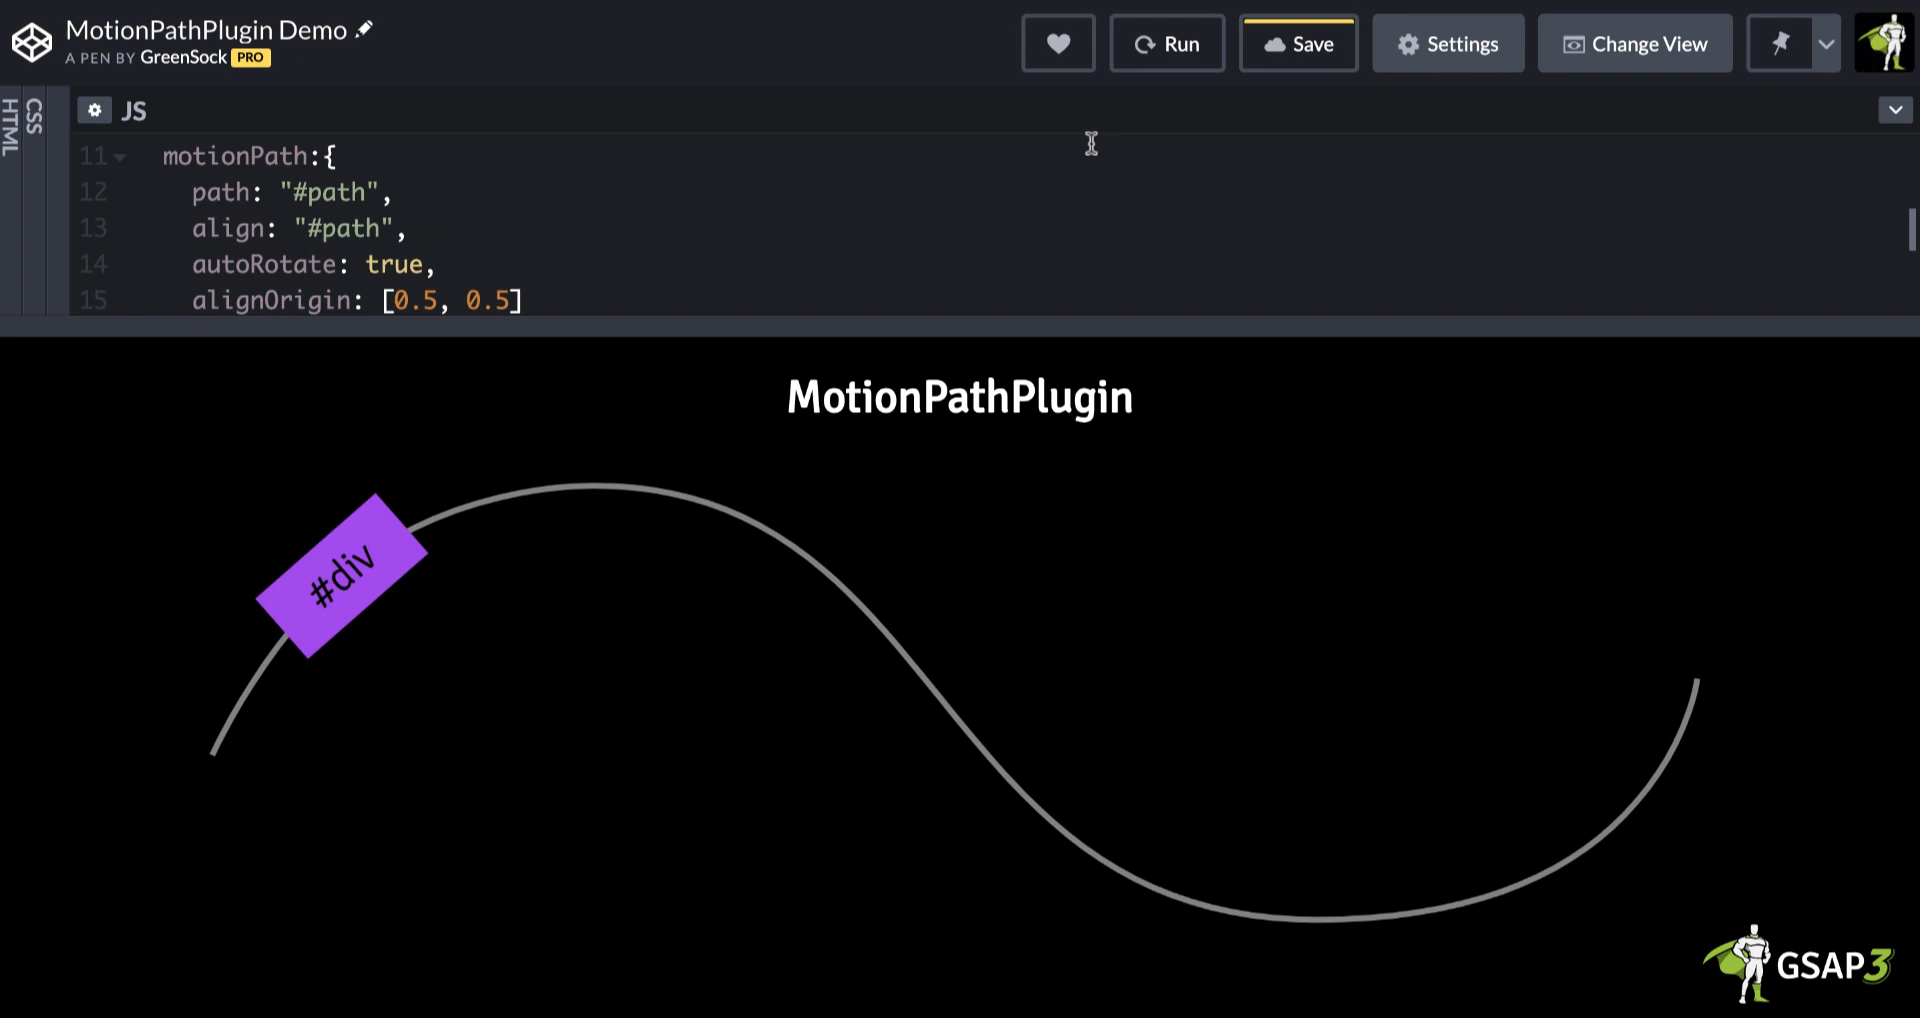 MotionPathPlugin Demo
A PEN BY GreenSock PRO
Run
Save
Settings
Change View
HTML
CSS
JS
11 motionPath:{
12 path: "#path",
13 align: "#path",
14 autoRotate: true,
15 alignOrigin: [0.5, 0.5]
MotionPathPlugin
#div
GSAP3